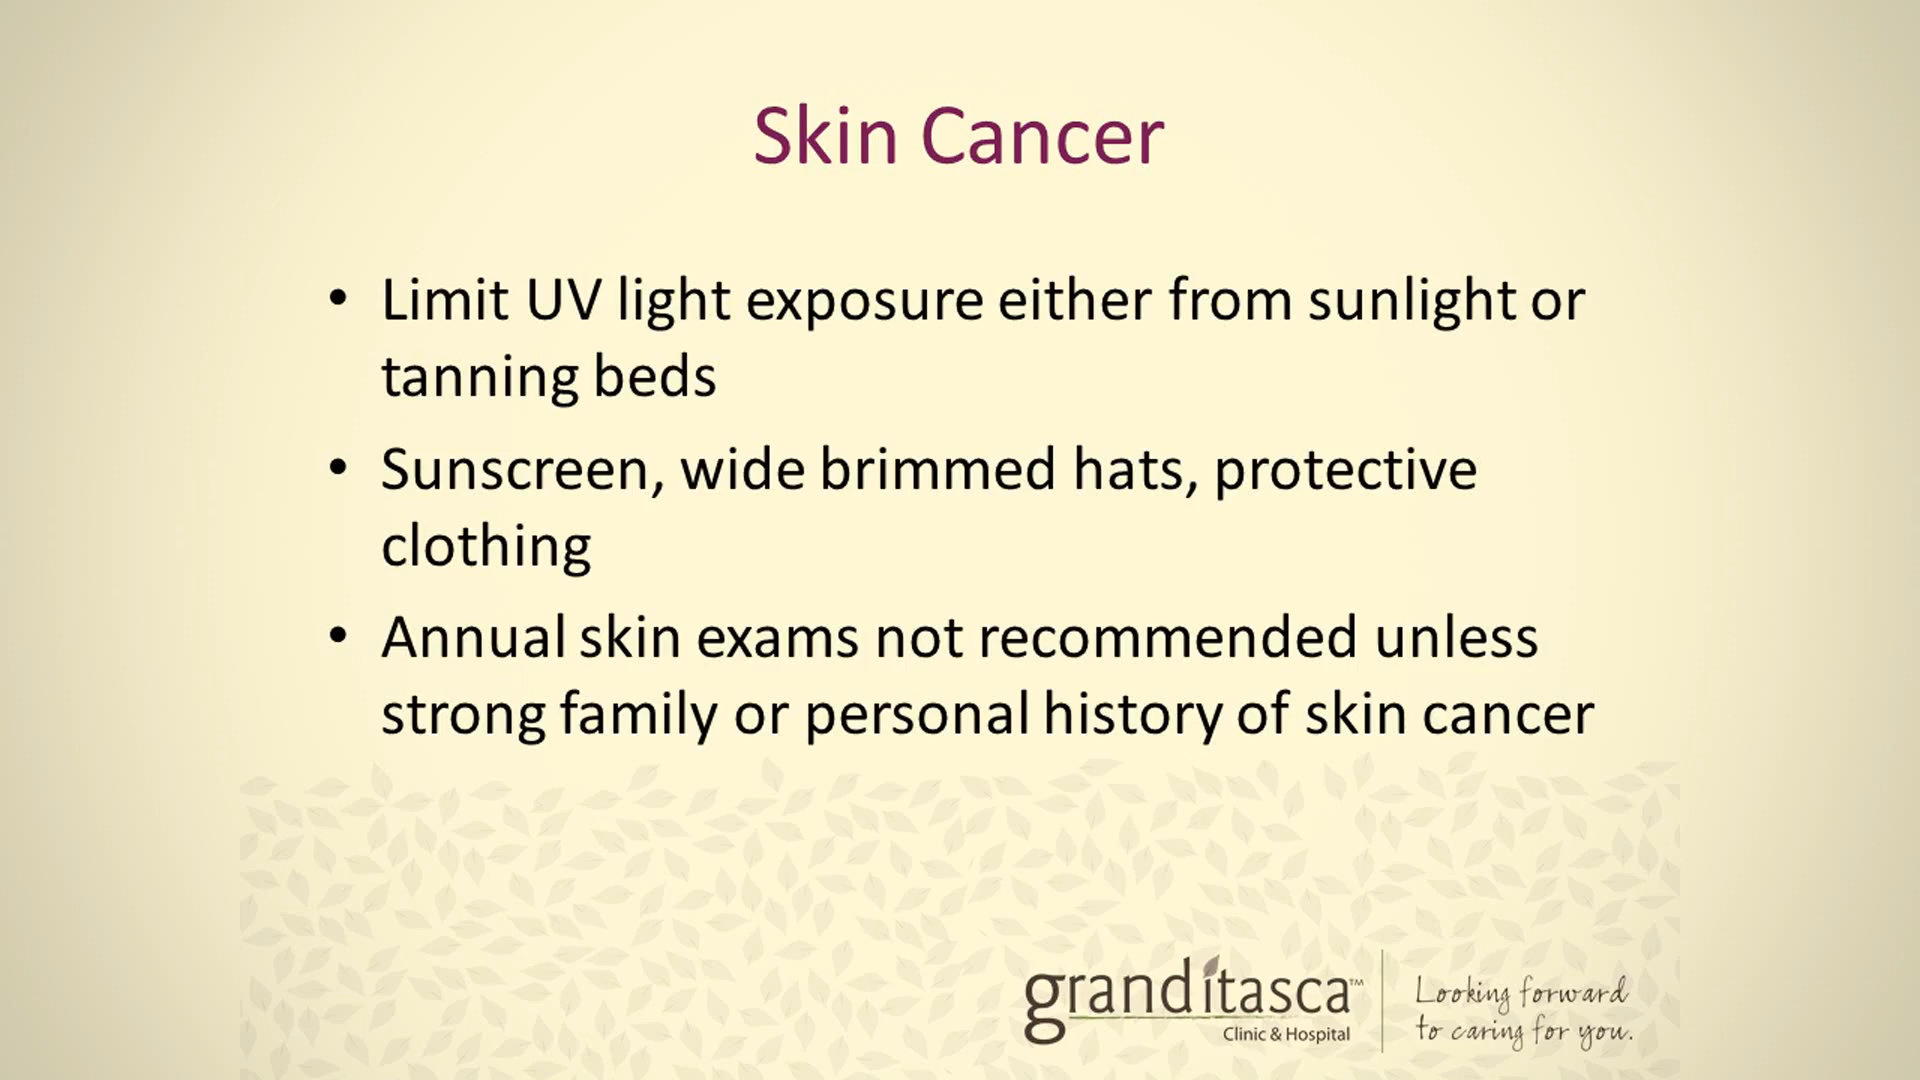 Skin Cancer
• Limit UV light exposure either from sunlight or
tanning beds
• Sunscreen, wide brimmed hats, protective
clothing
• Annual skin exams not recommended unless
strong family or personal history of skin cancer
granditasca™
Clinic & Hospital
Looking forward
to caring for you.